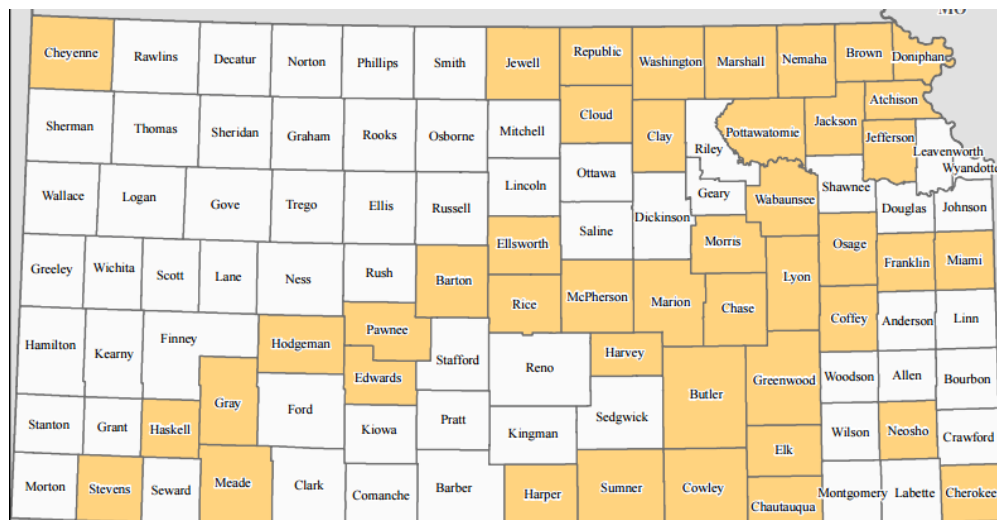 MO
Cheyenne
Rawlins
Decatur
Norton
Phillips
Smith
Jewell
Republic
Washington
Marshall
Nemaha
Brown
Doniphan
Sherman
Thomas
Sheridan
Graham
Rooks
Osborne
Mitchell
Cloud
Clay
Riley
Pottawatomie
Jackson
Atchison
Jefferson
Leavenworth
Wyandotte
Wallace
Logan
Gove
Trego
Ellis
Russell
Lincoln
Ottawa
Saline
Dickinson
Geary
Wabaunsee
Shawnee
Douglas
Johnson
Greeley
Wichita
Scott
Lane
Ness
Rush
Barton
Ellsworth
Rice
McPherson
Marion
Morris
Chase
Lyon
Osage
Franklin
Miami
Hamilton
Kearny
Finney
Hodgeman
Pawnee
Edwards
Stafford
Reno
Harvey
Butler
Greenwood
Coffey
Anderson
Linn
Woodson
Allen
Bourbon
Stanton
Grant
Haskell
Gray
Ford
Kiowa
Pratt
Kingman
Sedgwick
Elk
Wilson
Neosho
Crawford
Morton
Stevens
Seward
Meade
Clark
Comanche
Barber
Harper
Sumner
Cowley
Chautauqua
Montgomery
Labette
Cherokee